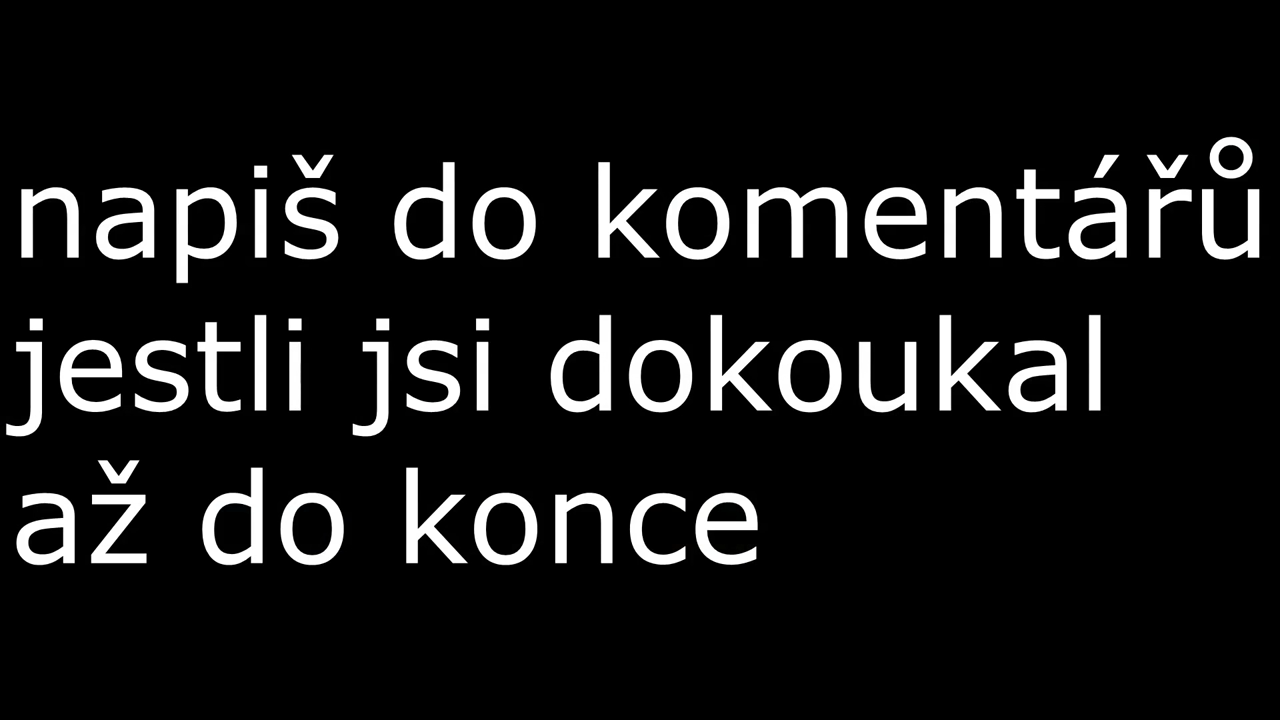 napiš do komentářů
jestli jsi dokoukal
až do konce